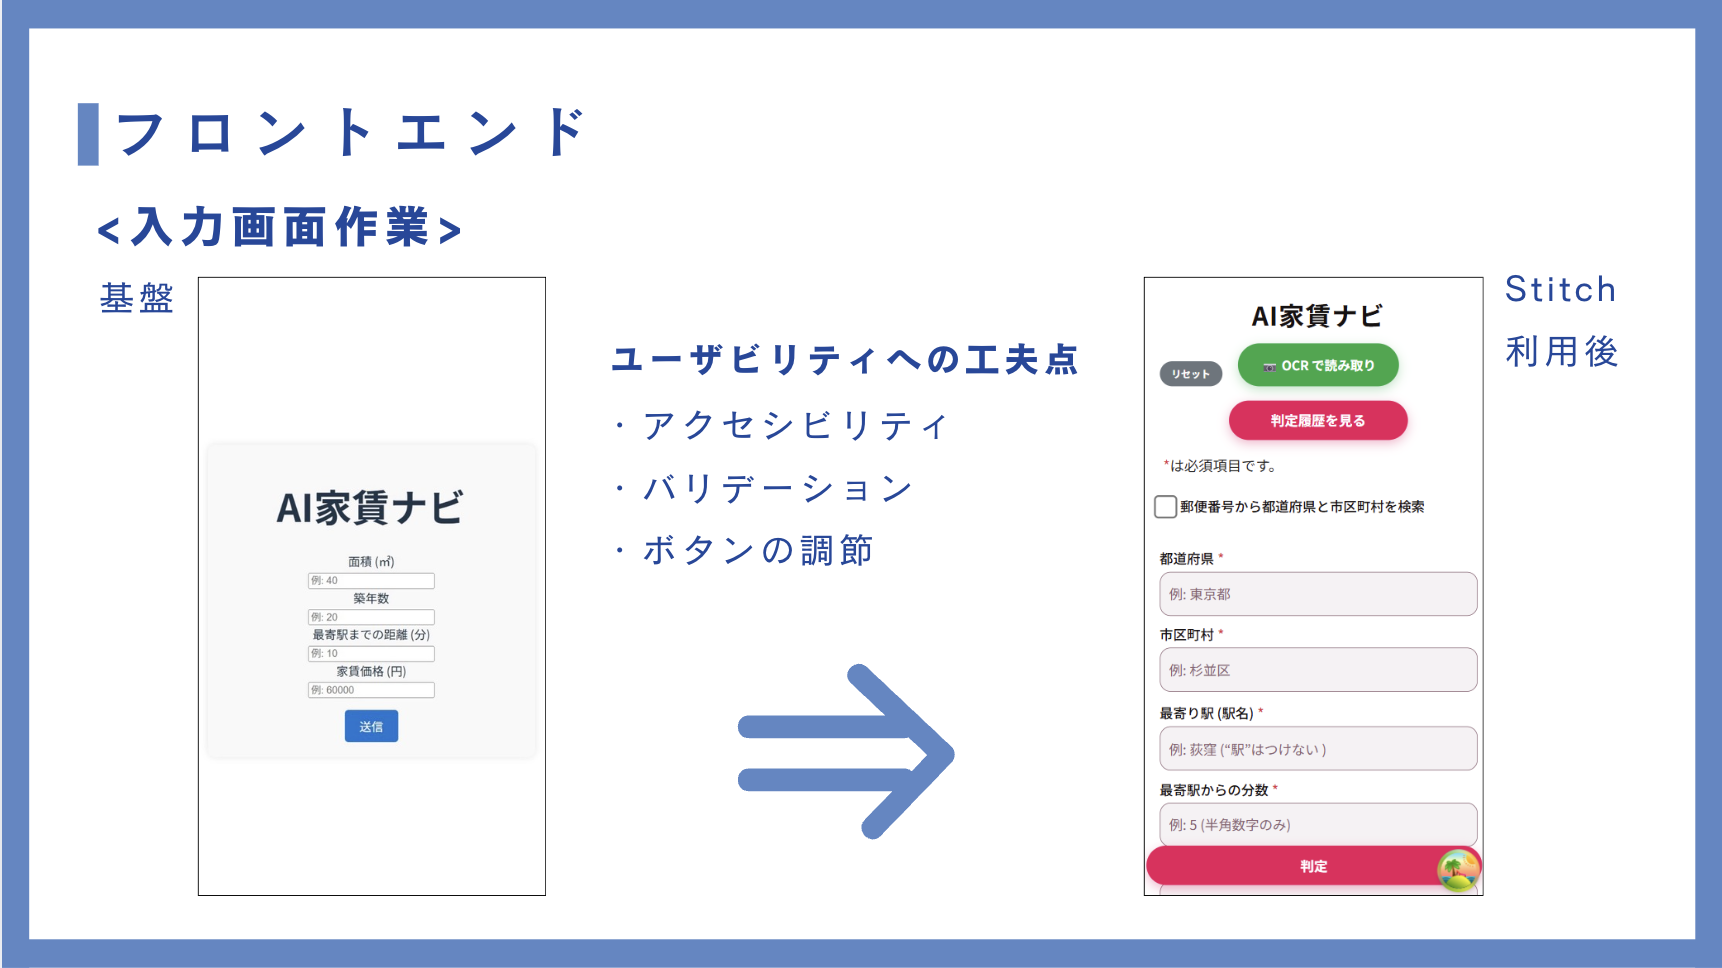 フロントエンド
<入力画面作業>
基盤
AI家賃ナビ
面積 (㎡)
例: 40
築年数
例: 20
最寄駅までの距離 (分)
例: 10
家賃価格 (円)
例: 60000
送信
ユーザビリティへの工夫点
・アクセシビリティ
・バリデーション
・ボタンの調節
Stitch
利用後
AI家賃ナビ
リセット
OCR で読み取り
判定履歴を見る
*は必須項目です。
郵便番号から都道府県と市区町村を検索
都道府県 *
例: 東京都
市区町村 *
例: 杉並区
最寄り駅 (駅名) *
例: 荻窪 (“駅”はつけない )
最寄駅からの分数 *
例: 5 (半角数字のみ)
判定